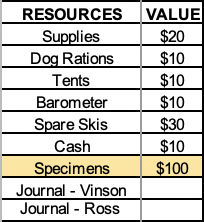 RESOURCES VALUE
Supplies $20
Dog Rations $10
Tents $10
Barometer $10
Spare Skis $30
Cash $10
Specimens $100
Journal - Vinson
Journal - Ross